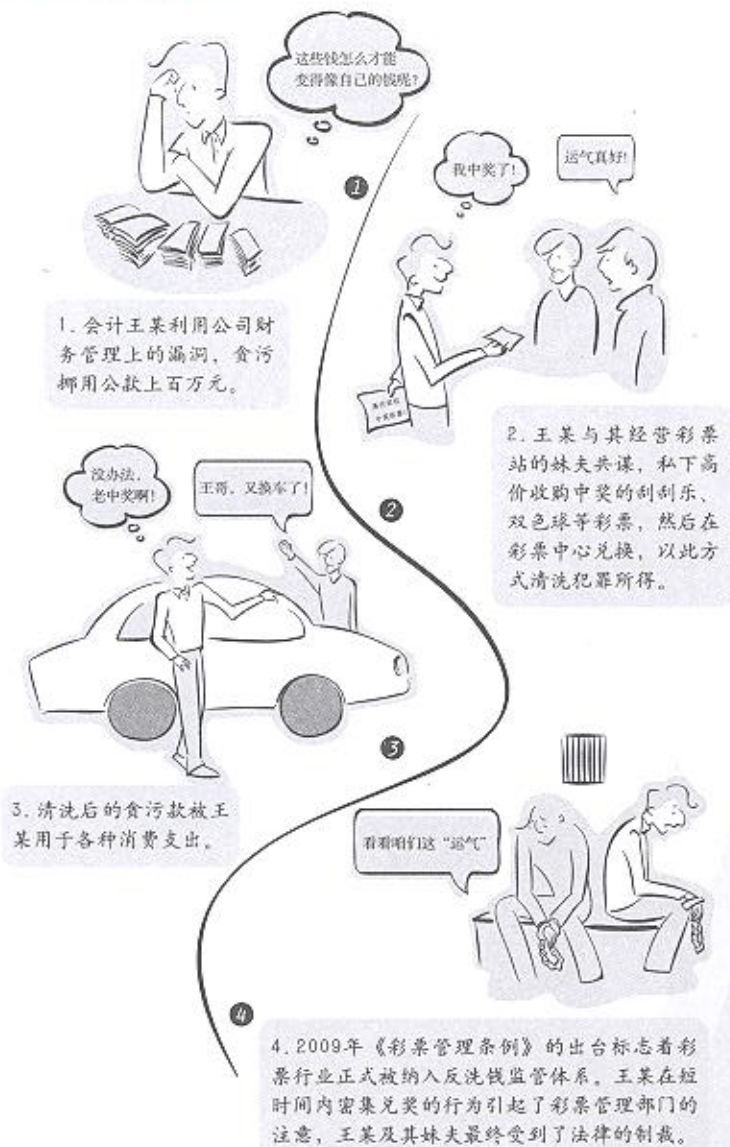 这些钱怎么才能
变得像自己的钱呢?
1
我中奖了!
运气真好!
1. 会计王某利用公司财
务管理上的漏洞,贪污
挪用公款上百万元。
2. 王某与其经营彩票
站的妹夫共谋,私下高
价收购中奖的刮刮乐、
双色球等彩票,然后在
彩票中心兑换,以此方
式清洗犯罪所得。
没办法,
老中奖啊!
王哥,又换车了!
2
3
3. 清洗后的贪污款被王
某用于各种消费支出。
看看咱们这“运气”
4
4. 2009年《彩票管理条例》的出台标志着彩
票行业正式被纳入反洗钱监管体系。王某在短
时间内密集兑奖的行为引起了彩票管理部门的
注意,王某及其妹夫最终受到了法律的制裁。